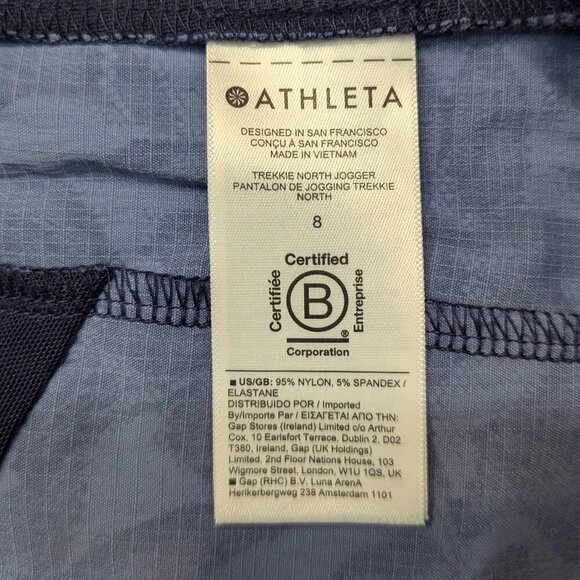 ATHLETA
DESIGNED IN SAN FRANCISCO
CONÇU À SAN FRANCISCO
MADE IN VIETNAM
TREKKIE NORTH JOGGER
PANTALON DE JOGGING TREKKIE
NORTH
8
Certified
Certifiée
B
Entreprise
®
Corporation
■ US/GB: 95% NYLON, 5% SPANDEX /
ELASTANE
DISTRIBUIDO POR / Imported
By/Importe Par / ΕΙΣΑΓΕΤΑΙ ΑΠΟ ΤΗΝ:
Gap Stores (Ireland) Limited c/o Arthur
Cox, 10 Earlsfort Terrace, Dublin 2, D02
T380, Ireland, Gap (UK Holdings)
Limited, 2nd Floor Nations House, 103
Wigmore Street, London, W1U 1QS, UK
■ Gap (RHC) B.V. Luna ArenA
Herikerbergweg 238 Amsterdam 1101